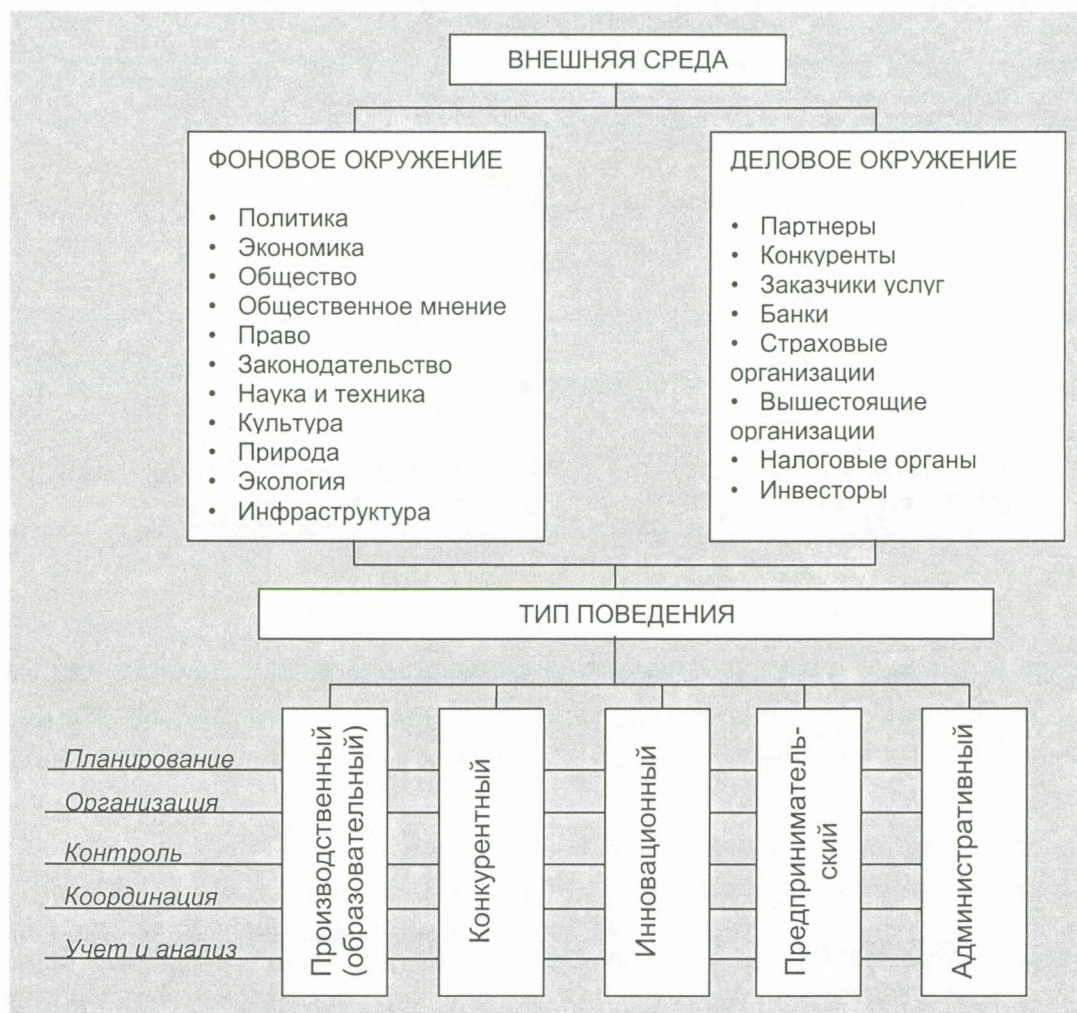 ВНЕШНЯЯ СРЕДА
ФОНОВОЕ ОКРУЖЕНИЕ
• Политика
• Экономика
• Общество
• Общественное мнение
• Право
• Законодательство
• Наука и техника
• Культура
• Природа
• Экология
• Инфраструктура
ДЕЛОВОЕ ОКРУЖЕНИЕ
• Партнеры
• Конкуренты
• Заказчики услуг
• Банки
• Страховые
организации
• Вышестоящие
организации
• Налоговые органы
• Инвесторы
ТИП ПОВЕДЕНИЯ
Планирование
Организация
Контроль
Координация
Учет и анализ
Производственный
(образовательный)
Конкурентный
Инновационный
Предприниматель-
ский
Административный